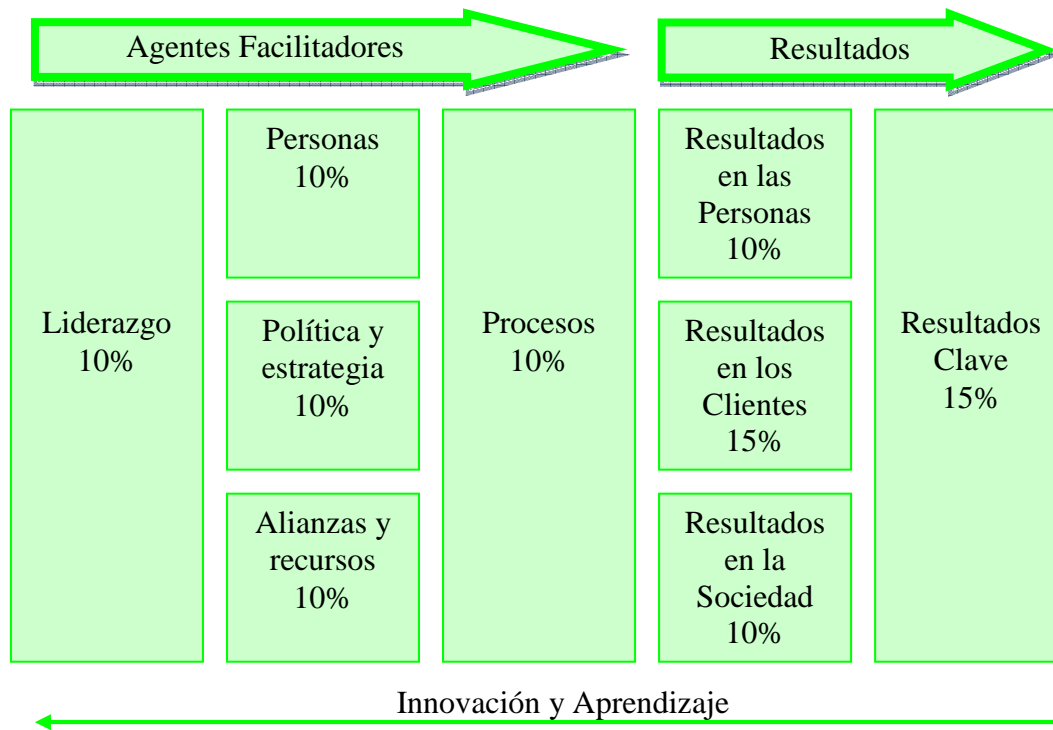 Agentes Facilitadores
Resultados
Liderazgo
10%
Personas
10%
Política y
estrategia
10%
Alianzas y
recursos
10%
Procesos
10%
Resultados
en las
Personas
10%
Resultados
en los
Clientes
15%
Resultados
en la
Sociedad
10%
Resultados
Clave
15%
Innovación y Aprendizaje